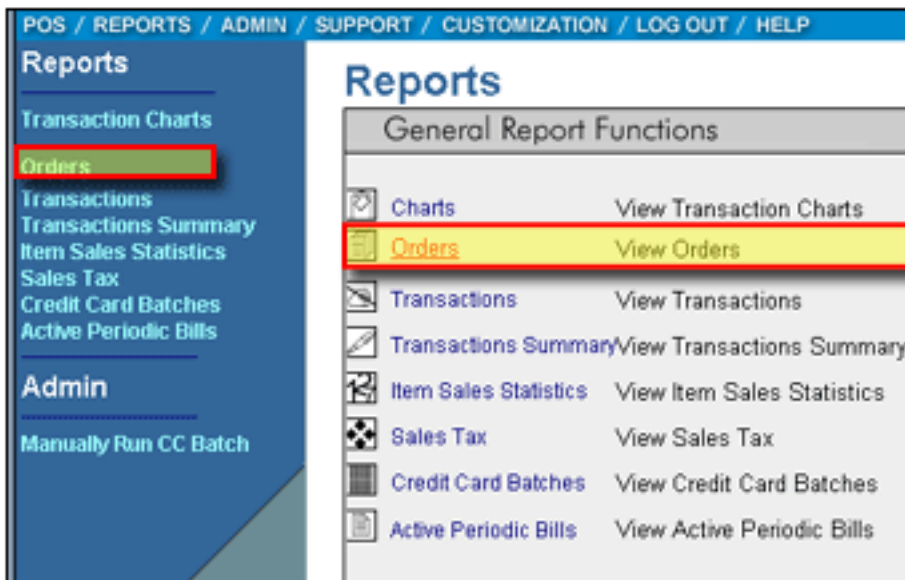 POS / REPORTS / ADMIN / SUPPORT / CUSTOMIZATION / LOG OUT / HELP
Reports
Transaction Charts
Orders
Transactions
Transactions Summary
Item Sales Statistics
Sales Tax
Credit Card Batches
Active Periodic Bills
Admin
Manually Run CC Batch
Reports
General Report Functions
Charts View Transaction Charts
Orders View Orders
Transactions View Transactions
Transactions Summary View Transactions Summary
Item Sales Statistics View Item Sales Statistics
Sales Tax View Sales Tax
Credit Card Batches View Credit Card Batches
Active Periodic Bills View Active Periodic Bills